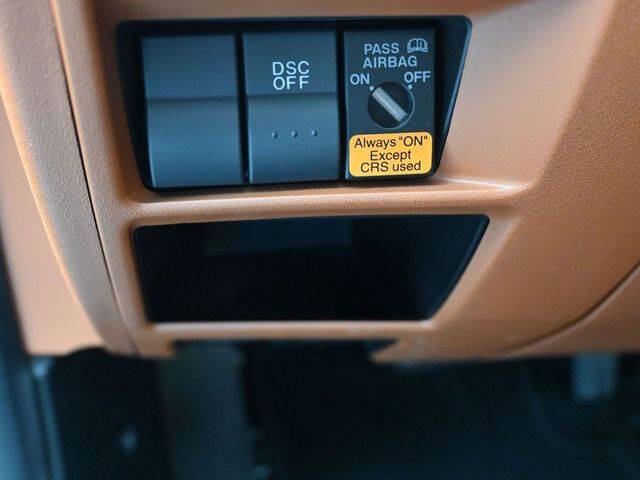 DSC
OFF
PASS
AIRBAG
ON OFF
Always "ON"
Except
CRS used